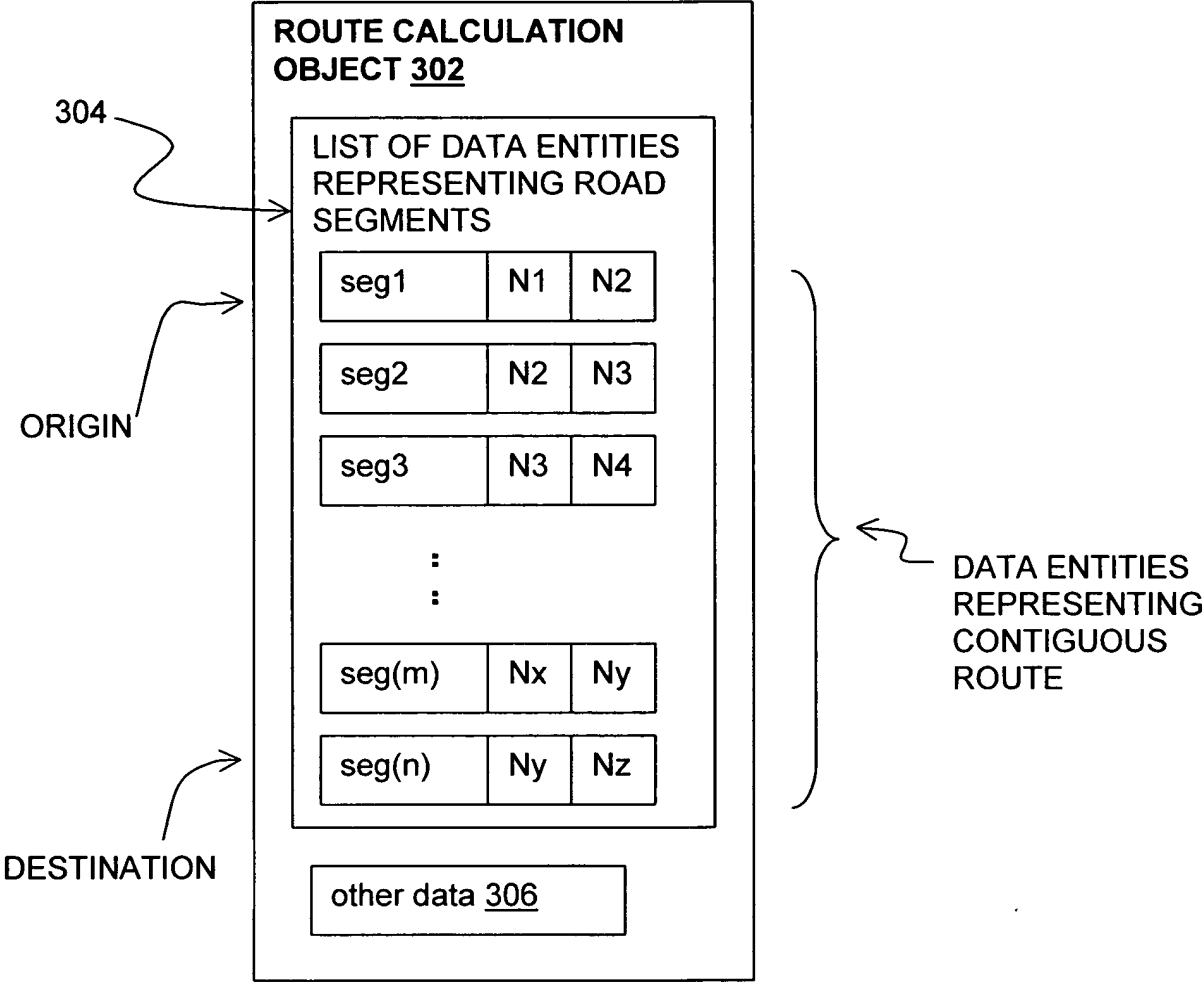 ROUTE CALCULATION
OBJECT 302
304
LIST OF DATA ENTITIES
REPRESENTING ROAD
SEGMENTS
seg1 N1 N2
seg2 N2 N3
ORIGIN
seg3 N3 N4
:
:
DATA ENTITIES
REPRESENTING
CONTIGUOUS
ROUTE
seg(m) Nx Ny
seg(n) Ny Nz
DESTINATION
other data 306